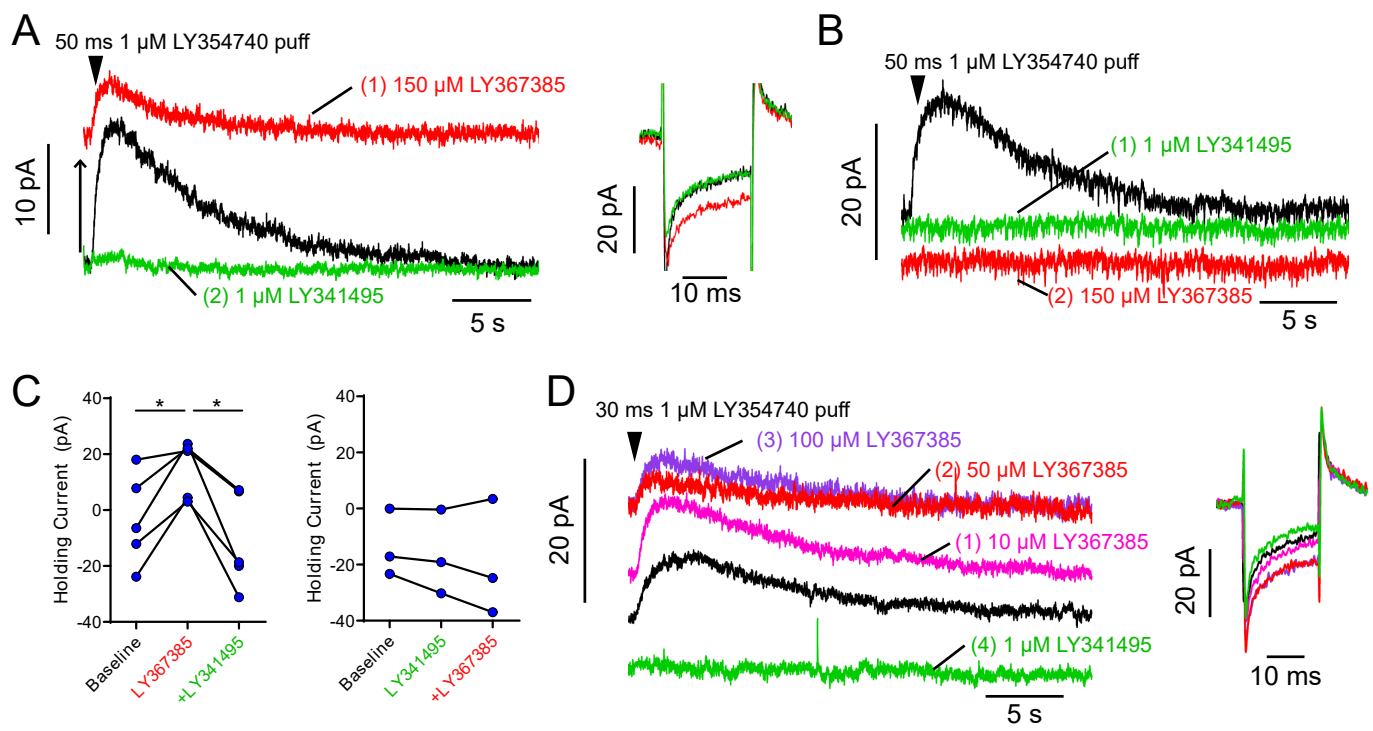 A
50 ms 1 µM LY354740 puff
(1) 150 µM LY367385
10 pA
(2) 1 µM LY341495
5 s
20 pA
10 ms
B
50 ms 1 µM LY354740 puff
(1) 1 µM LY341495
20 pA
(2) 150 µM LY367385
5 s
C
Holding Current (pA)
40
20
0
-20
-40
* *
Baseline
LY367385
+LY341495
Holding Current (pA)
40
20
0
-20
-40
Baseline
LY341495
+LY367385
D
30 ms 1 µM LY354740 puff
(3) 100 µM LY367385
(2) 50 µM LY367385
20 pA
(1) 10 µM LY367385
(4) 1 µM LY341495
5 s
20 pA
10 ms